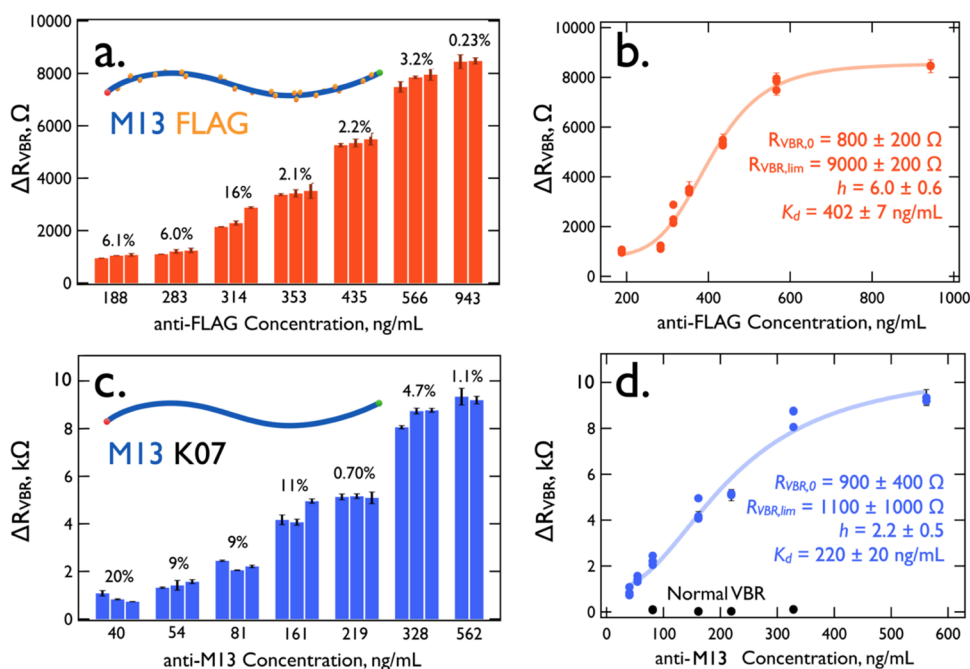 a.
10000
8000
6000
4000
2000
0
ΔRVBR, Ω
M13 FLAG
6.1%
6.0%
16%
2.1%
2.2%
3.2%
0.23%
188 283 314 353 435 566 943
anti-FLAG Concentration, ng/mL
b.
10000
8000
6000
4000
2000
0
ΔRVBR, Ω
RVBR,0 = 800 ± 200 Ω
RVBR,lim = 9000 ± 200 Ω
h = 6.0 ± 0.6
Kd = 402 ± 7 ng/mL
200 400 600 800 1000
anti-FLAG Concentration, ng/mL
c.
10
8
6
4
2
0
ΔRVBR, kΩ
M13 K07
20%
9%
9%
11%
0.70%
4.7%
1.1%
40 54 81 161 219 328 562
anti-M13 Concentration, ng/mL
d.
10
8
6
4
2
0
ΔRVBR, kΩ
RVBR,0 = 900 ± 400 Ω
RVBR,lim = 1100 ± 1000 Ω
h = 2.2 ± 0.5
Kd = 220 ± 20 ng/mL
Normal VBR
0 100 200 300 400 500 600
anti-M13 Concentration, ng/mL